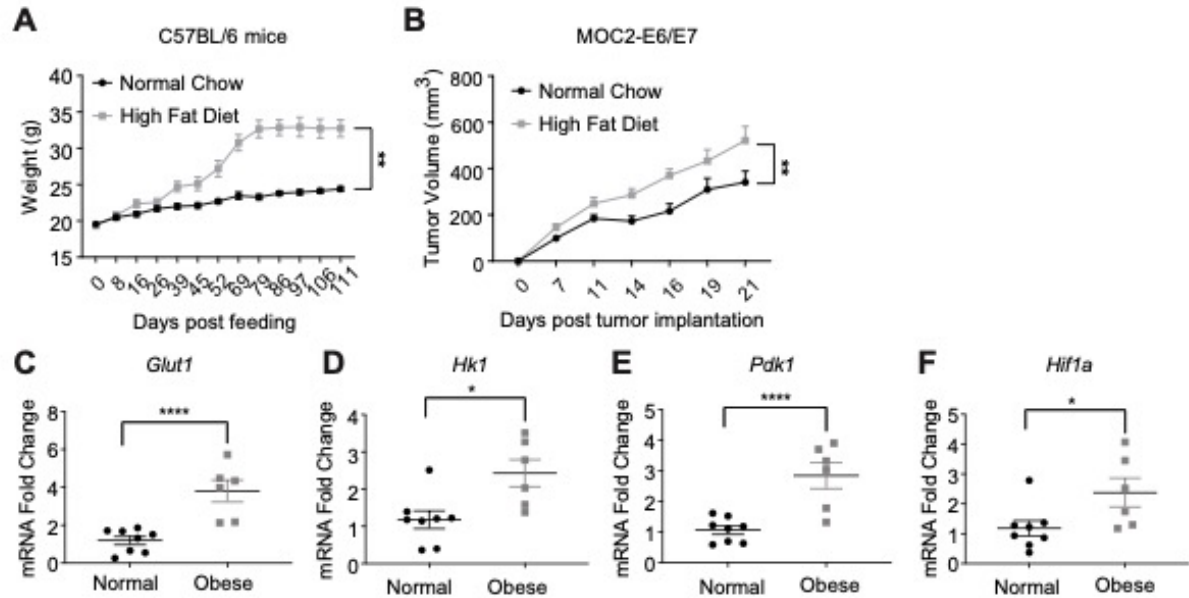 A
C57BL/6 mice
Normal Chow
High Fat Diet
Weight (g)
40
35
30
25
20
15
**
0 8 16 26 39 45 52 69 79 86 97 106 111
Days post feeding
B
MOC2-E6/E7
Normal Chow
High Fat Diet
Tumor Volume (mm³)
800
600
400
200
0
**
0 7 11 14 16 19 21
Days post tumor implantation
C
Glut1
****
mRNA Fold Change
8
6
4
2
0
Normal Obese
D
Hk1
*
mRNA Fold Change
4
3
2
1
0
Normal Obese
E
Pdk1
****
mRNA Fold Change
5
4
3
2
1
0
Normal Obese
F
Hif1a
*
mRNA Fold Change
5
4
3
2
1
0
Normal Obese